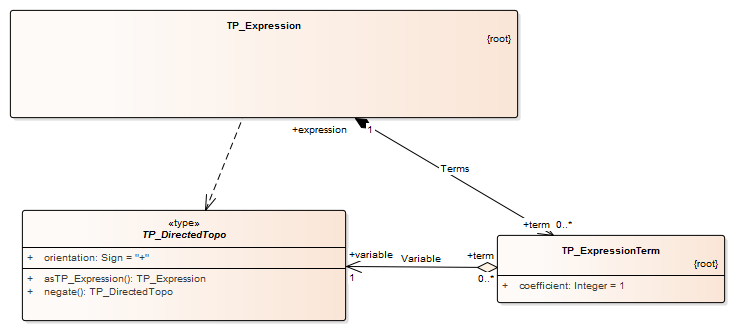 TP_Expression
{root}
+expression
1
Terms
+term 0..*
«type»
TP_DirectedTopo
+ orientation: Sign = "+"
+ asTP_Expression(): TP_Expression
+ negate(): TP_DirectedTopo
+variable
Variable
+term
1
0..*
TP_ExpressionTerm
{root}
+ coefficient: Integer = 1